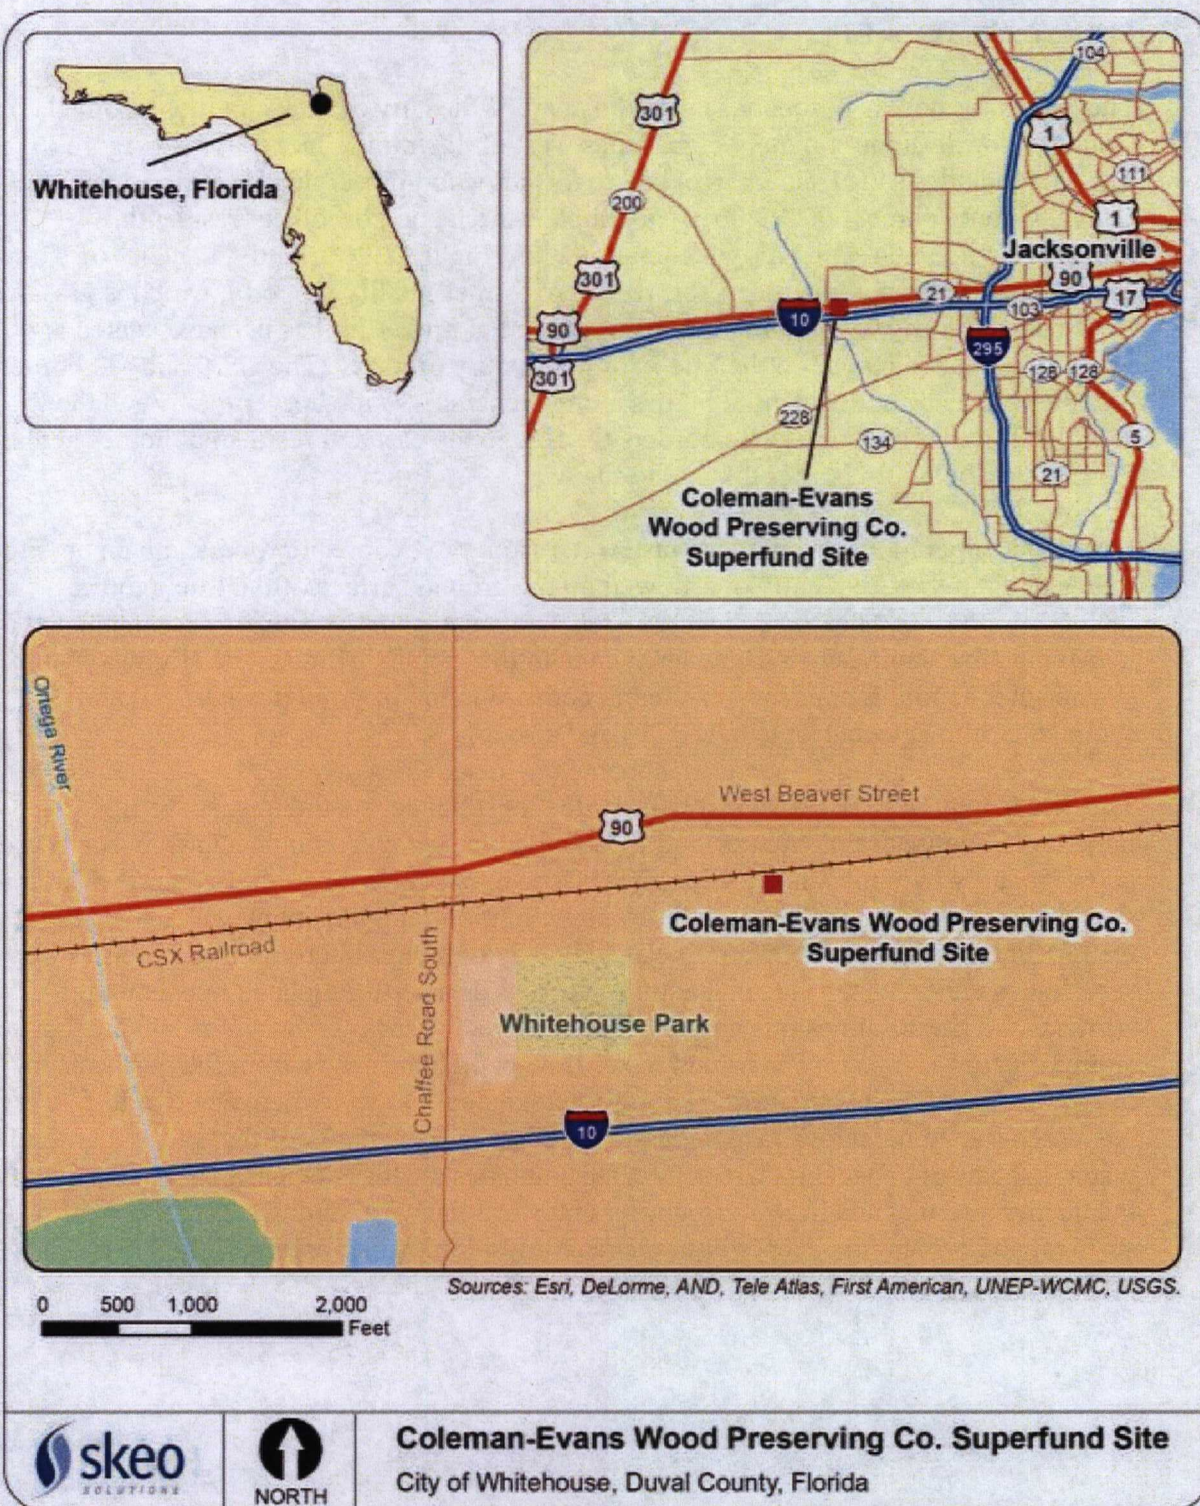 Whitehouse, Florida
104
301
1
111
200
1
Jacksonville
301
90
21
17
10
103
90
295
301
128
128
228
5
134
21
Coleman-Evans
Wood Preserving Co.
Superfund Site
Ortega River
West Beaver Street
90
Coleman-Evans Wood Preserving Co.
Superfund Site
CSX Railroad
Chaffee Road South
Whitehouse Park
10
Sources: Esri, DeLorme, AND, Tele Atlas, First American, UNEP-WCMC, USGS.
0 500 1,000 2,000
Feet
skeo
SOLUTIONS
NORTH
Coleman-Evans Wood Preserving Co. Superfund Site
City of Whitehouse, Duval County, Florida